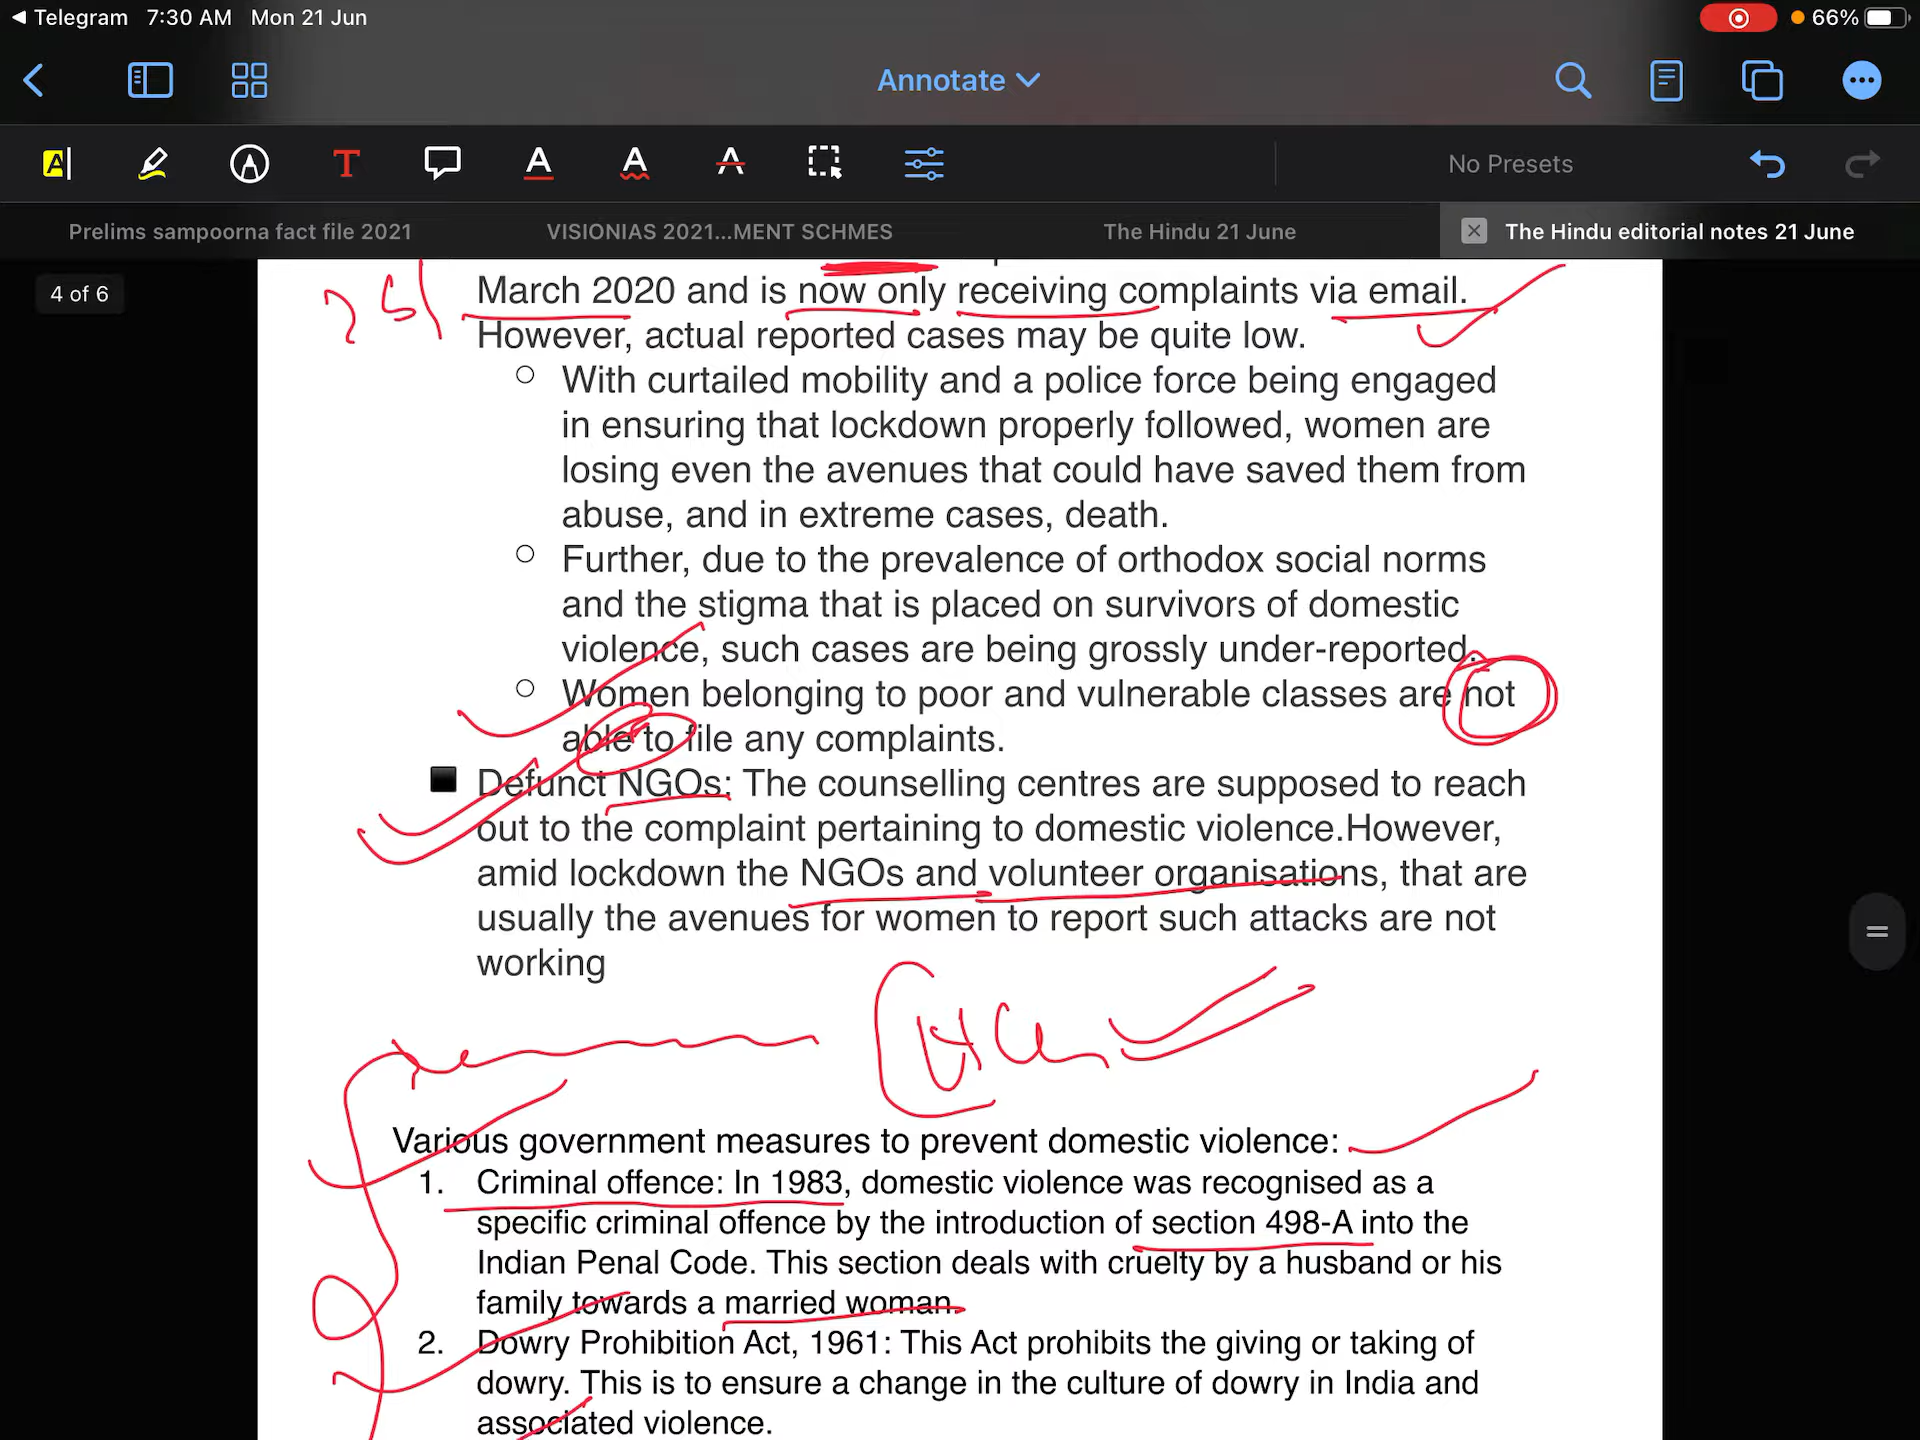 Telegram 7:30 AM Mon 21 Jun
66%
Annotate
No Presets
Prelims sampoorna fact file 2021
VISIONIAS 2021...MENT SCHMES
The Hindu 21 June
The Hindu editorial notes 21 June
4 of 6
March 2020 and is now only receiving complaints via email.
However, actual reported cases may be quite low.
With curtailed mobility and a police force being engaged
in ensuring that lockdown properly followed, women are
losing even the avenues that could have saved them from
abuse, and in extreme cases, death.
Further, due to the prevalence of orthodox social norms
and the stigma that is placed on survivors of domestic
violence, such cases are being grossly under-reported.
Women belonging to poor and vulnerable classes are not
able to file any complaints.
Defunct NGOs: The counselling centres are supposed to reach
out to the complaint pertaining to domestic violence.However,
amid lockdown the NGOs and volunteer organisations, that are
usually the avenues for women to report such attacks are not
working
Various government measures to prevent domestic violence:
1. Criminal offence: In 1983, domestic violence was recognised as a
specific criminal offence by the introduction of section 498-A into the
Indian Penal Code. This section deals with cruelty by a husband or his
family towards a married woman.
2. Dowry Prohibition Act, 1961: This Act prohibits the giving or taking of
dowry. This is to ensure a change in the culture of dowry in India and
associated violence.